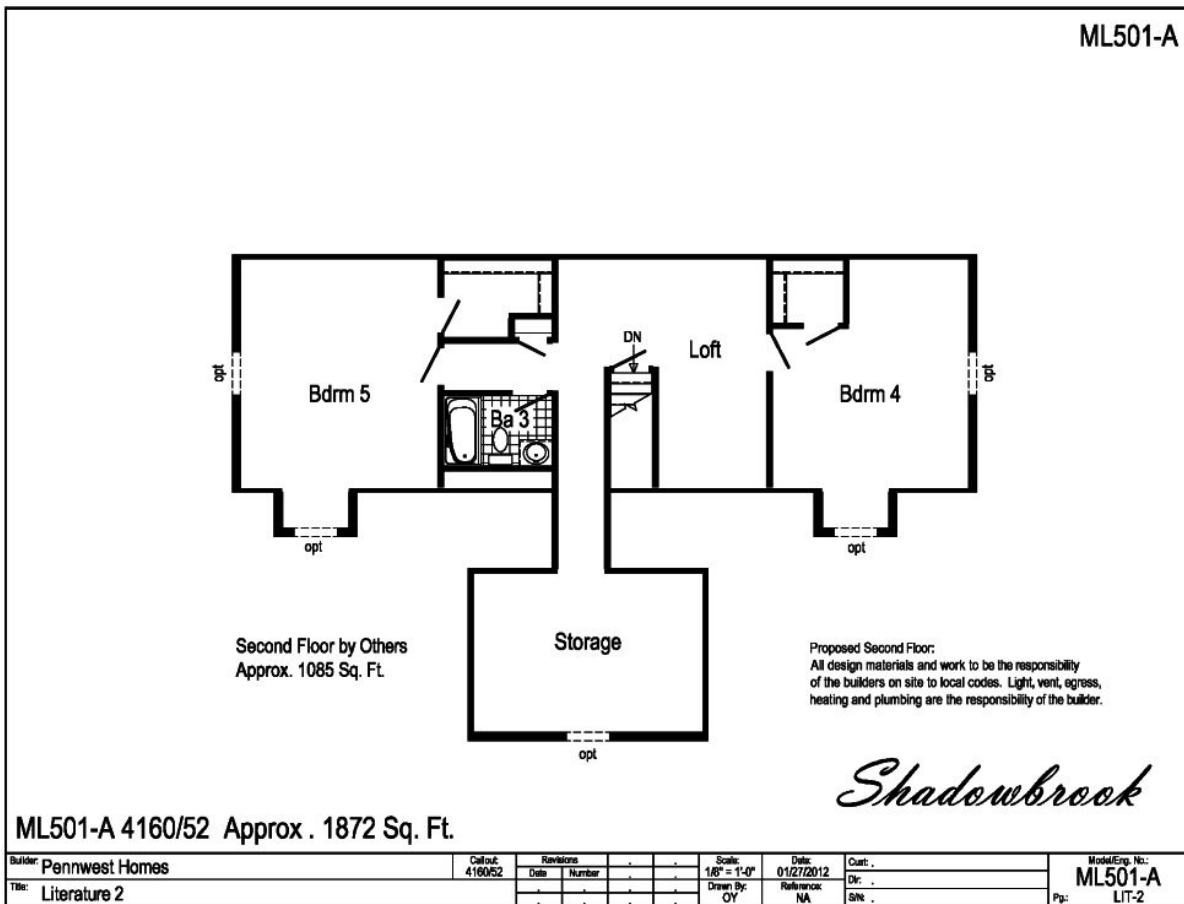 ML501-A
DN
Loft
opt
Bdrm 5
Ba 3
Bdrm 4
opt
opt
opt
Storage
Second Floor by Others
Approx. 1085 Sq. Ft.
Proposed Second Floor:
All design materials and work to be the responsibility
of the builders on site to local codes. Light, vent, egress,
heating and plumbing are the responsibility of the builder.
opt
Shadowbrook
ML501-A 4160/52 Approx . 1872 Sq. Ft.
Builder: Pennwest Homes
Title: Literature 2
Callout:
4160/52
Revisions
Date Number
Scale:
1/8" = 1'-0"
Drawn By:
OY
Date:
01/27/2012
Reference:
NA
Cust: .
Dir: .
S/N: .
Model/Eng. No.:
ML501-A
Pg.: LIT-2